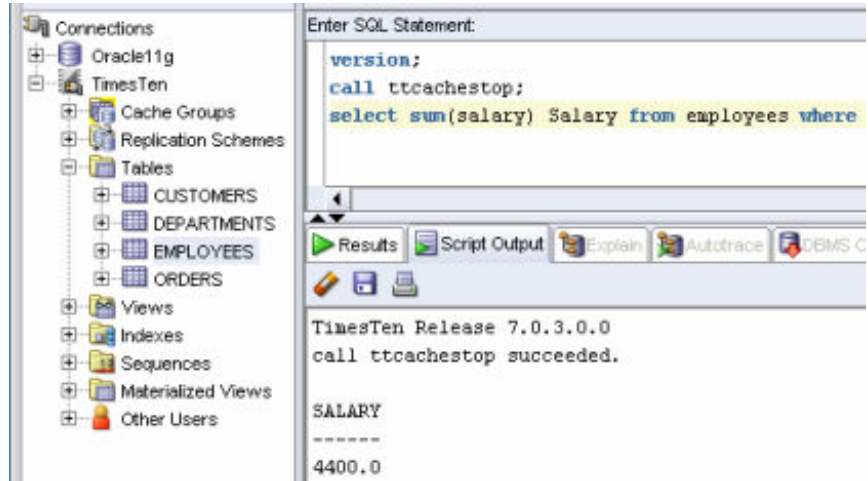 Connections
Oracle11g
TimesTen
Cache Groups
Replication Schemes
Tables
CUSTOMERS
DEPARTMENTS
EMPLOYEES
ORDERS
Views
Indexes
Sequences
Materialized Views
Other Users
Enter SQL Statement:
version;
call ttcachestop;
select sum(salary) Salary from employees where
Results Script Output Explain Autotrace DBMS
TimesTen Release 7.0.3.0.0
call ttcachestop succeeded.
SALARY
------
4400.0